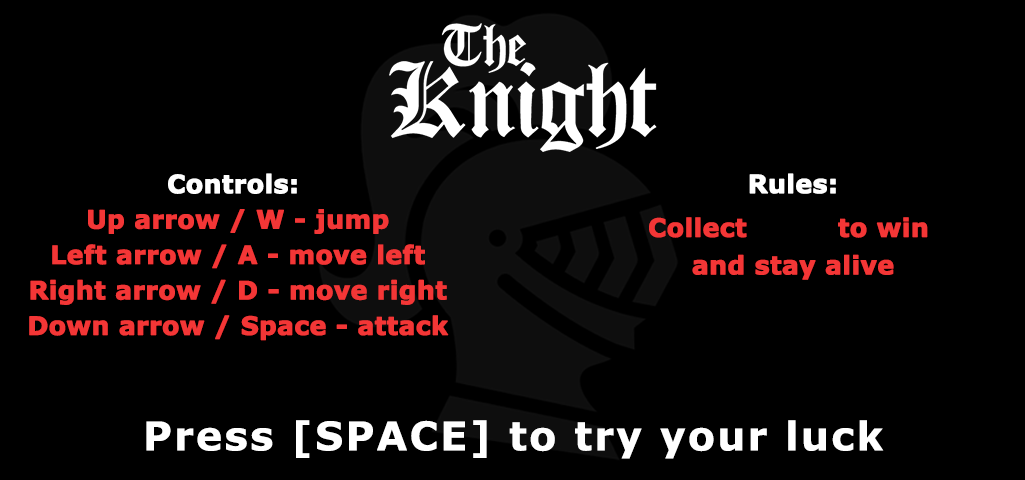 The
Knight
Controls:
Up arrow / W - jump
Left arrow / A - move left
Right arrow / D - move right
Down arrow / Space - attack
Rules:
Collect to win
and stay alive
Press [SPACE] to try your luck